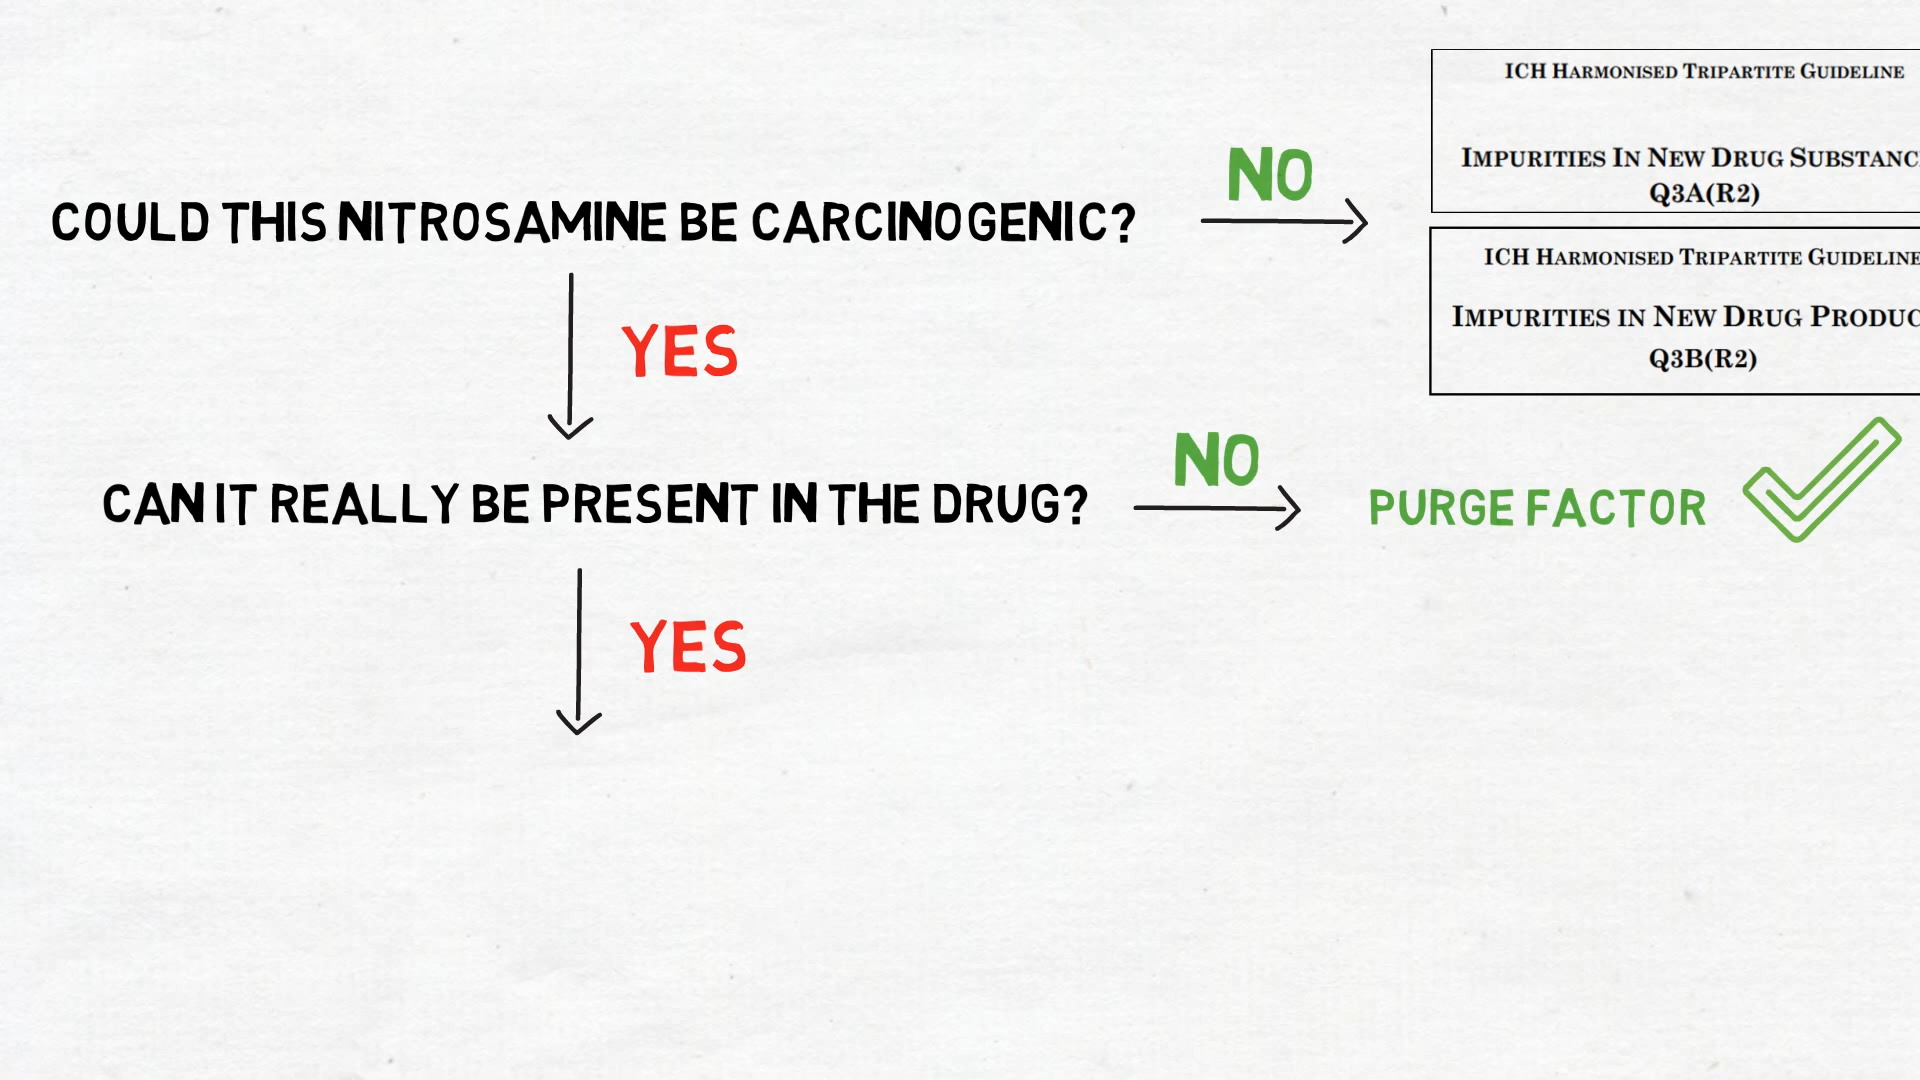 ICH HARMONISED TRIPARTITE GUIDELINE
IMPURITIES IN NEW DRUG SUBSTANC
Q3A(R2)
NO
COULD THIS NITROSAMINE BE CARCINOGENIC?
ICH HARMONISED TRIPARTITE GUIDELINE
IMPURITIES IN NEW DRUG PRODUC
Q3B(R2)
YES
NO
CAN IT REALLY BE PRESENT IN THE DRUG?
PURGE FACTOR
YES